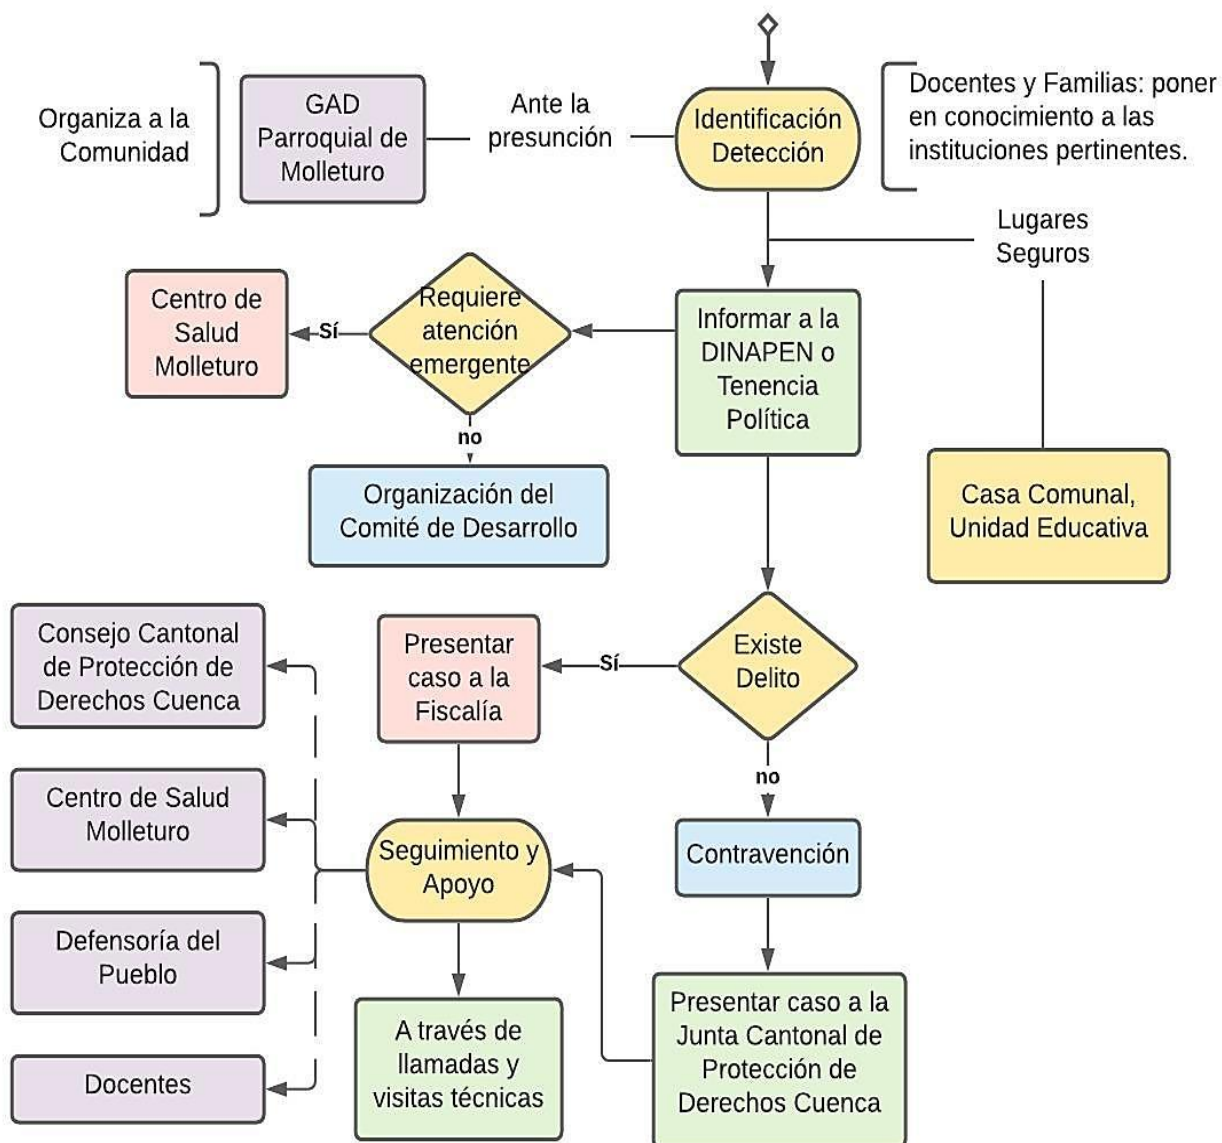 Organiza a la
Comunidad
GAD
Parroquial de
Molleturo
Ante la
presunción
Identificación
Detección
Docentes y Familias: poner
en conocimiento a las
instituciones pertinentes.
Lugares
Seguros
Centro de
Salud
Molleturo
Sí
Requiere
atención
emergente
Informar a la
DINAPEN o
Tenencia
Política
no
Organización del
Comité de Desarrollo
Casa Comunal,
Unidad Educativa
Consejo Cantonal
de Protección de
Derechos Cuenca
Presentar
caso a la
Fiscalía
Sí
Existe
Delito
no
Centro de Salud
Molleturo
Seguimiento y
Apoyo
Contravención
Defensoría del
Pueblo
A través de
llamadas y
visitas técnicas
Presentar caso a la
Junta Cantonal de
Protección de
Derechos Cuenca
Docentes